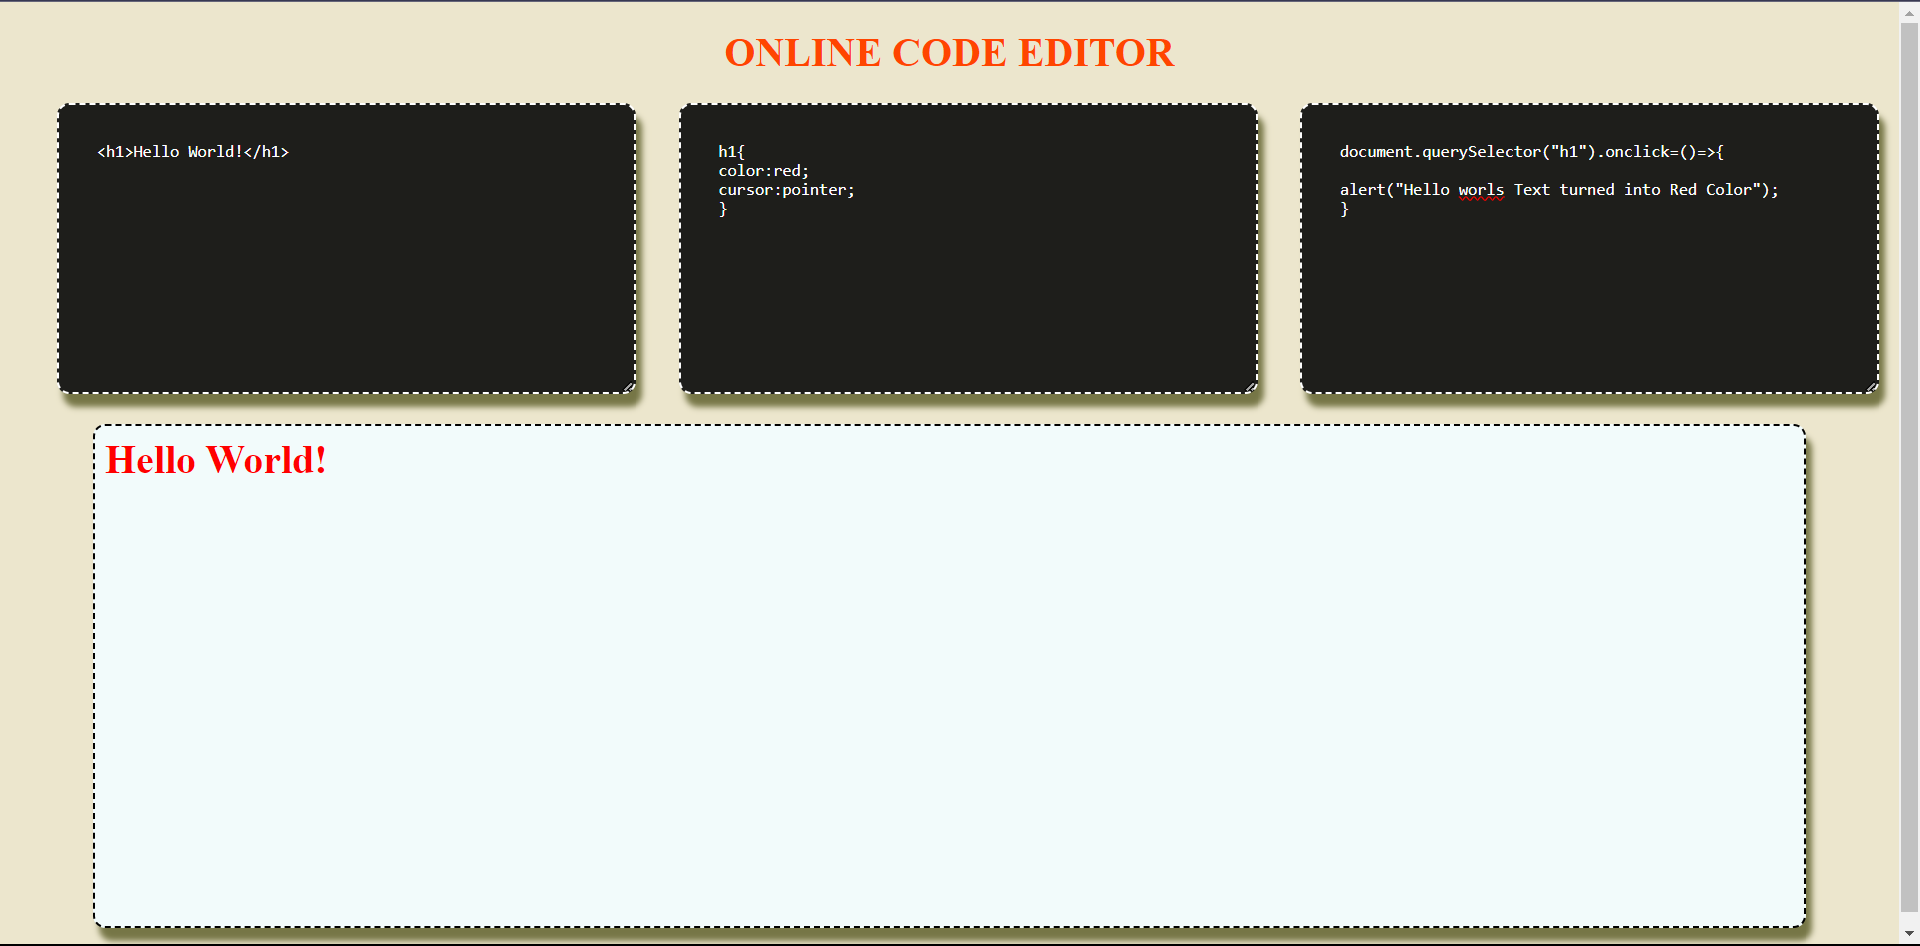 ONLINE CODE EDITOR
<h1>Hello World!</h1>
h1{
color:red;
cursor:pointer;
}
document.querySelector("h1").onclick=()=>{
alert("Hello worls Text turned into Red Color");
}
Hello World!